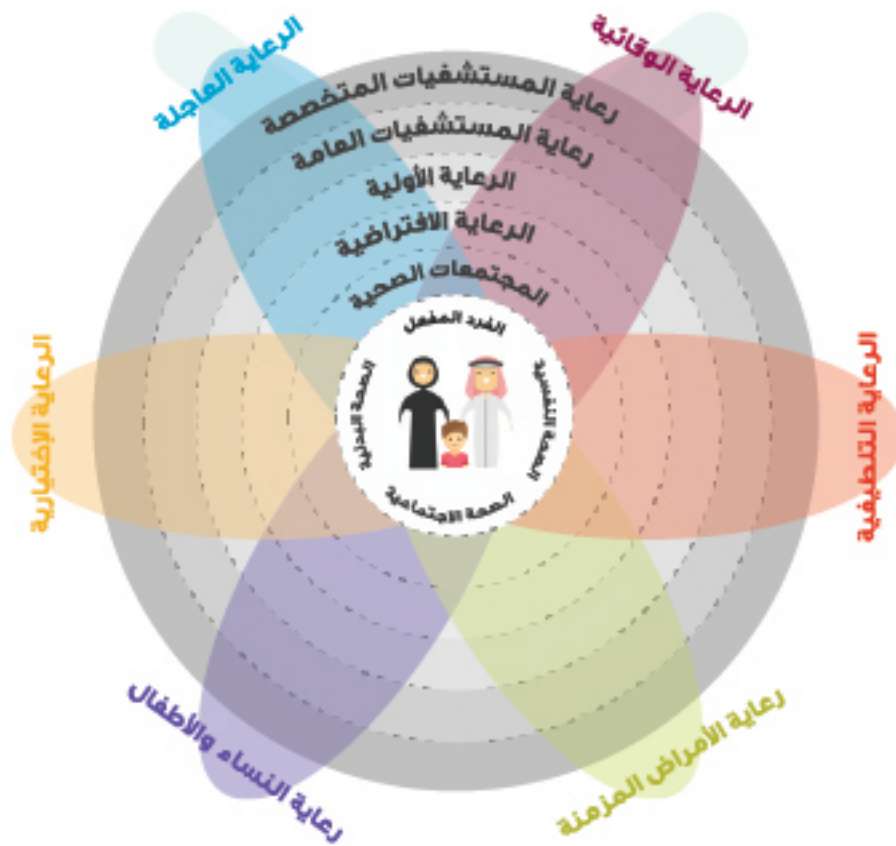 الرعاية الوقائية
الرعاية العاجلة
رعاية المستشفيات المتخصصة
رعاية المستشفيات العامة
الرعاية الأولية
الرعاية الافتراضية
المجتمعات الصحية
الفرد المفعل
الصحة النفسية
الصحة البدنية
الصحة الاجتماعية
الرعاية التلطيفية
الرعاية الإختيارية
رعاية الأمراض المزمنة
رعاية النساء والأطفال